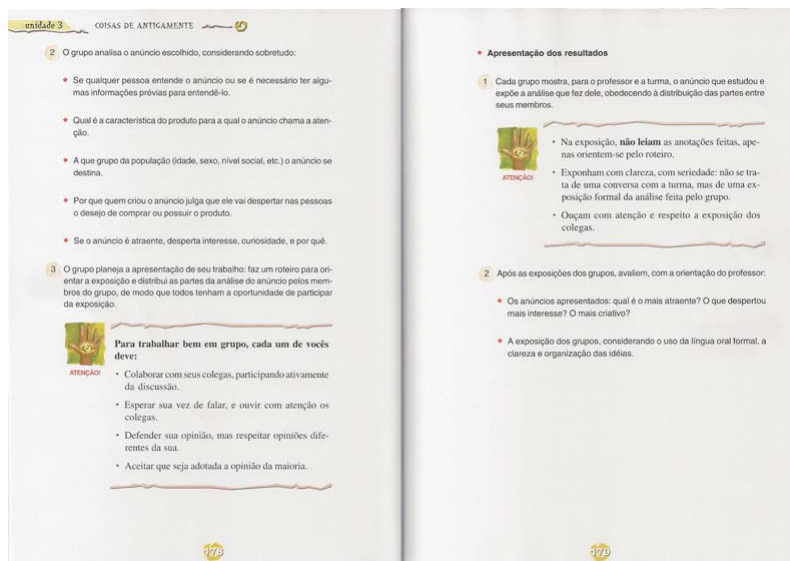 unidade 3 COISAS DE ANTIGAMENTE
2 O grupo analisa o anúncio escolhido, considerando sobretudo:
Se qualquer pessoa entende o anúncio ou se é necessário ter algu-
mas informações prévias para entendê-lo.
Qual é a característica do produto para a qual o anúncio chama a aten-
ção.
A que grupo da população (idade, sexo, nível social, etc.) o anúncio se
destina.
Por que quem criou o anúncio julga que ele vai despertar nas pessoas
o desejo de comprar ou possuir o produto.
Se o anúncio é atraente, desperta interesse, curiosidade, e por quê.
3 O grupo planeja a apresentação de seu trabalho: faz um roteiro para ori-
entar a exposição e distribui as partes da análise do anúncio pelos mem-
bros do grupo, de modo que todos tenham a oportunidade de participar
da exposição.
ATENÇÃO!
Para trabalhar bem em grupo, cada um de vocês
deve:
• Colaborar com seus colegas, participando ativamente
da discussão.
• Esperar sua vez de falar, e ouvir com atenção os
colegas.
• Defender sua opinião, mas respeitar opiniões dife-
rentes da sua.
• Aceitar que seja adotada a opinião da maioria.
178
Apresentação dos resultados
1 Cada grupo mostra, para o professor e a turma, o anúncio que estudou e
expõe a análise que fez dele, obedecendo à distribuição das partes entre
seus membros.
ATENÇÃO!
• Na exposição, não leiam as anotações feitas, ape-
nas orientem-se pelo roteiro.
• Exponham com clareza, com seriedade: não se tra-
ta de uma conversa com a turma, mas de uma ex-
posição formal da análise feita pelo grupo.
• Ouçam com atenção e respeito a exposição dos
colegas.
2 Após as exposições dos grupos, avaliem, com a orientação do professor:
Os anúncios apresentados: qual é o mais atraente? O que despertou
mais interesse? O mais criativo?
A exposição dos grupos, considerando o uso da língua oral formal, a
clareza e organização das idéias.
179